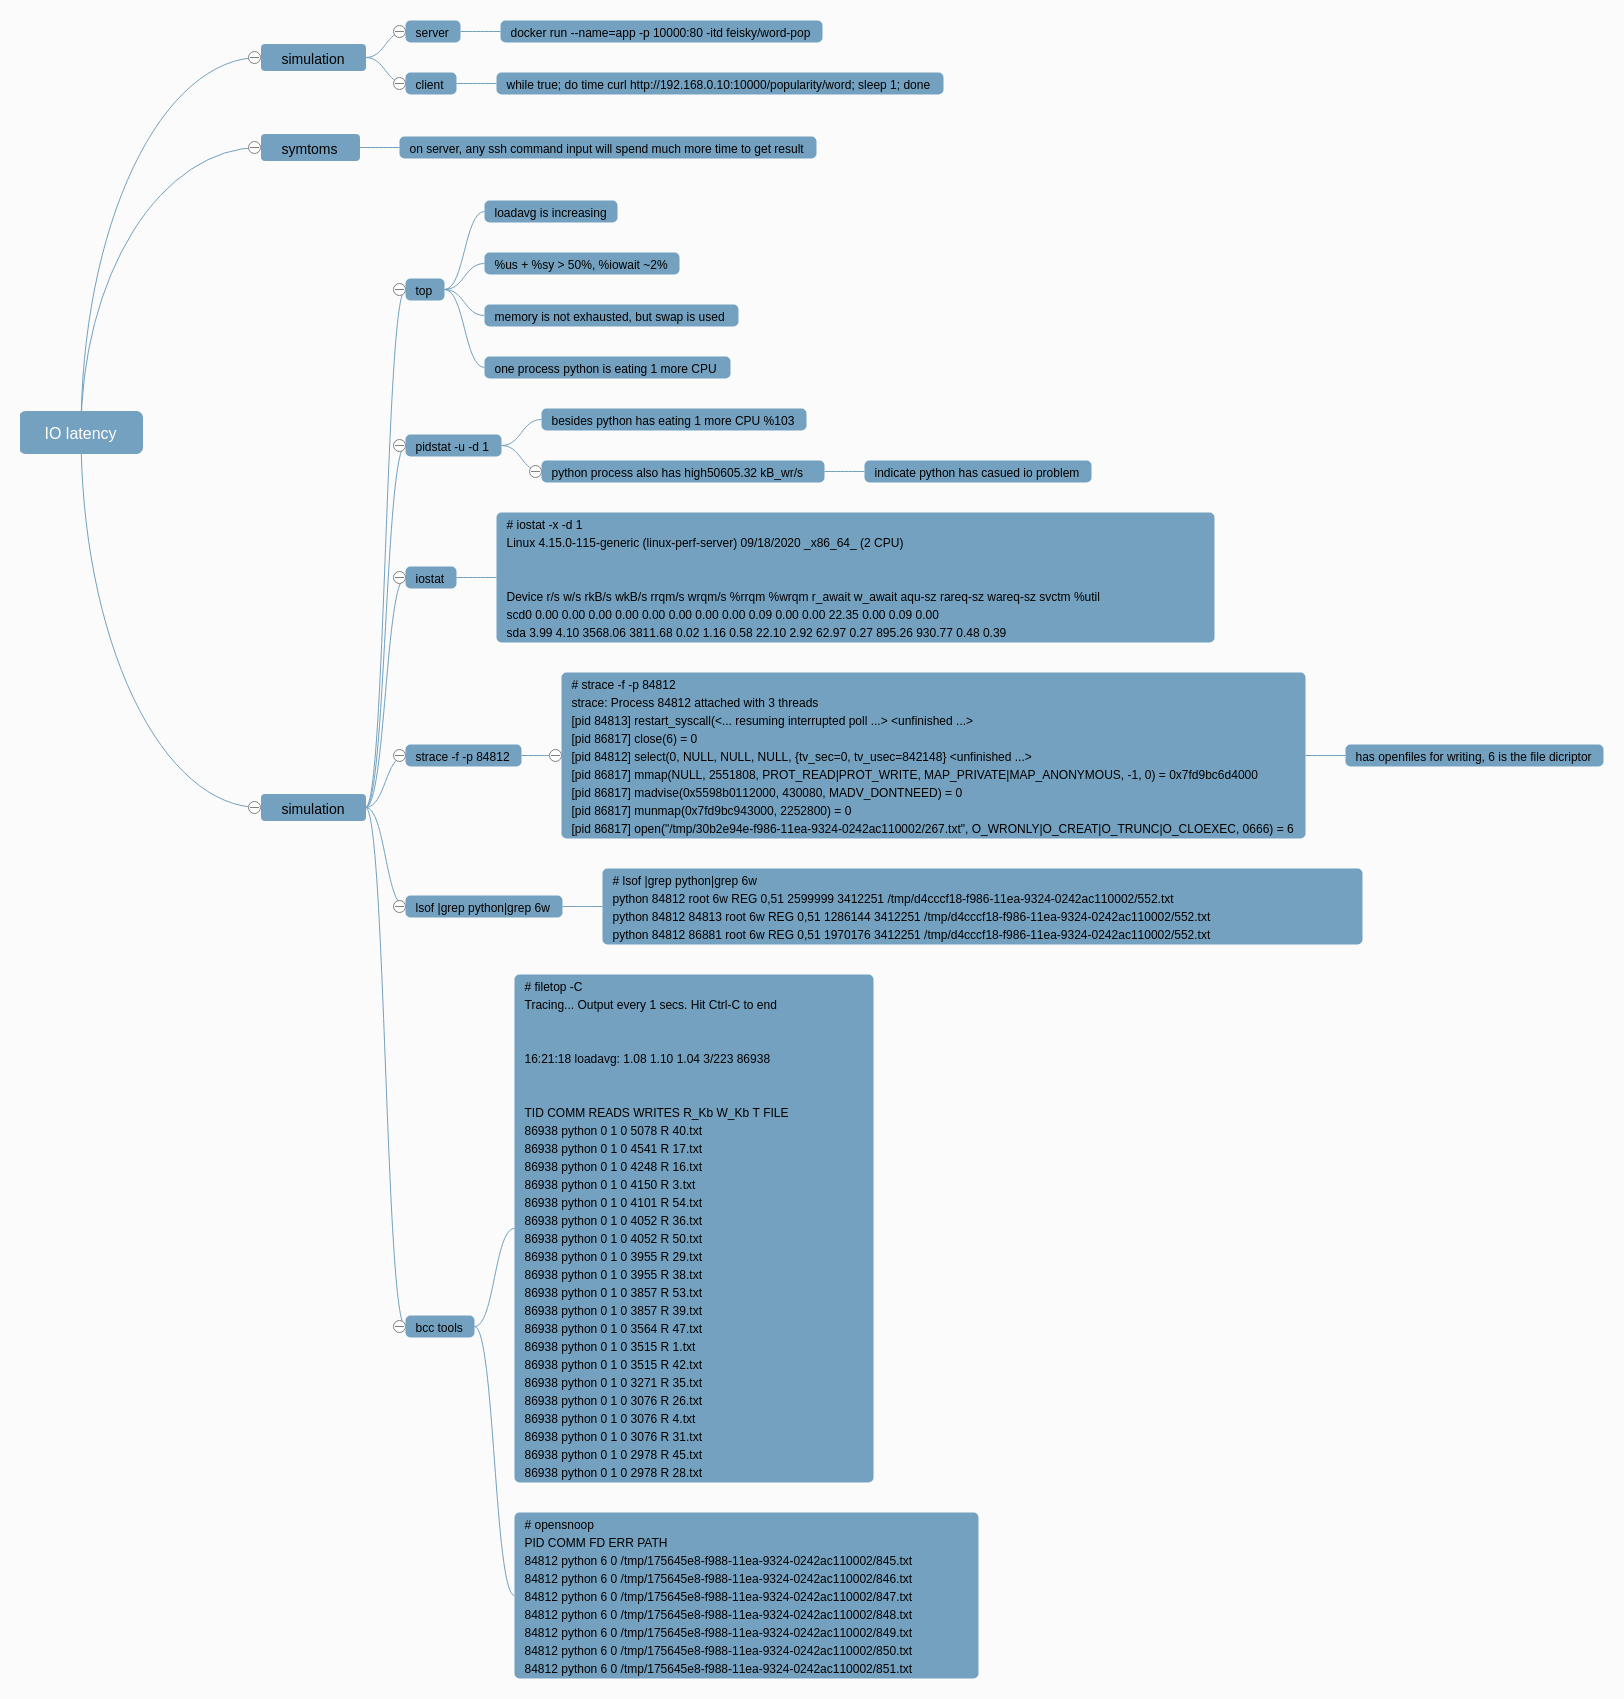 simulation
server
docker run --name=app -p 10000:80 -itd feisky/word-pop
client
while true; do time curl http://192.168.0.10:10000/popularity/word; sleep 1; done
symtoms
on server, any ssh command input will spend much more time to get result
IO latency
simulation
top
loadavg is increasing
%us + %sy > 50%, %iowait ~2%
memory is not exhausted, but swap is used
one process python is eating 1 more CPU
pidstat -u -d 1
besides python has eating 1 more CPU %103
python process also has high50605.32 kB_wr/s
indicate python has casued io problem
iostat
# iostat -x -d 1
Linux 4.15.0-115-generic (linux-perf-server) 09/18/2020 _x86_64_ (2 CPU)
Device r/s w/s rkB/s wkB/s rrqm/s wrqm/s %rrqm %wrqm r_await w_await aqu-sz rareq-sz wareq-sz svctm %util
scd0 0.00 0.00 0.00 0.00 0.00 0.00 0.00 0.00 0.09 0.00 0.00 22.35 0.00 0.09 0.00
sda 3.99 4.10 3568.06 3811.68 0.02 1.16 0.58 22.10 2.92 62.97 0.27 895.26 930.77 0.48 0.39
strace -f -p 84812
# strace -f -p 84812
strace: Process 84812 attached with 3 threads
[pid 84813] restart_syscall(<... resuming interrupted poll ...> <unfinished ...>
[pid 86817] close(6) = 0
[pid 84812] select(0, NULL, NULL, NULL, {tv_sec=0, tv_usec=842148} <unfinished ...>
[pid 86817] mmap(NULL, 2551808, PROT_READ|PROT_WRITE, MAP_PRIVATE|MAP_ANONYMOUS, -1, 0) = 0x7fd9bc6d4000
[pid 86817] madvise(0x5598b0112000, 430080, MADV_DONTNEED) = 0
[pid 86817] munmap(0x7fd9bc943000, 2252800) = 0
[pid 86817] open("/tmp/30b2e94e-f986-11ea-9324-0242ac110002/267.txt", O_WRONLY|O_CREAT|O_TRUNC|O_CLOEXEC, 0666) = 6
has openfiles for writing, 6 is the file dicriptor
lsof |grep python|grep 6w
# lsof |grep python|grep 6w
python 84812 root 6w REG 0,51 2599999 3412251 /tmp/d4cccf18-f986-11ea-9324-0242ac110002/552.txt
python 84812 84813 root 6w REG 0,51 1286144 3412251 /tmp/d4cccf18-f986-11ea-9324-0242ac110002/552.txt
python 84812 86881 root 6w REG 0,51 1970176 3412251 /tmp/d4cccf18-f986-11ea-9324-0242ac110002/552.txt
bcc tools
# filetop -C
Tracing... Output every 1 secs. Hit Ctrl-C to end
16:21:18 loadavg: 1.08 1.10 1.04 3/223 86938
TID COMM READS WRITES R_Kb W_Kb T FILE
86938 python 0 1 0 5078 R 40.txt
86938 python 0 1 0 4541 R 17.txt
86938 python 0 1 0 4248 R 16.txt
86938 python 0 1 0 4150 R 3.txt
86938 python 0 1 0 4101 R 54.txt
86938 python 0 1 0 4052 R 36.txt
86938 python 0 1 0 4052 R 50.txt
86938 python 0 1 0 3955 R 29.txt
86938 python 0 1 0 3955 R 38.txt
86938 python 0 1 0 3857 R 53.txt
86938 python 0 1 0 3857 R 39.txt
86938 python 0 1 0 3564 R 47.txt
86938 python 0 1 0 3515 R 1.txt
86938 python 0 1 0 3515 R 42.txt
86938 python 0 1 0 3271 R 35.txt
86938 python 0 1 0 3076 R 26.txt
86938 python 0 1 0 3076 R 4.txt
86938 python 0 1 0 3076 R 31.txt
86938 python 0 1 0 2978 R 45.txt
86938 python 0 1 0 2978 R 28.txt
# opensnoop
PID COMM FD ERR PATH
84812 python 6 0 /tmp/175645e8-f988-11ea-9324-0242ac110002/845.txt
84812 python 6 0 /tmp/175645e8-f988-11ea-9324-0242ac110002/846.txt
84812 python 6 0 /tmp/175645e8-f988-11ea-9324-0242ac110002/847.txt
84812 python 6 0 /tmp/175645e8-f988-11ea-9324-0242ac110002/848.txt
84812 python 6 0 /tmp/175645e8-f988-11ea-9324-0242ac110002/849.txt
84812 python 6 0 /tmp/175645e8-f988-11ea-9324-0242ac110002/850.txt
84812 python 6 0 /tmp/175645e8-f988-11ea-9324-0242ac110002/851.txt